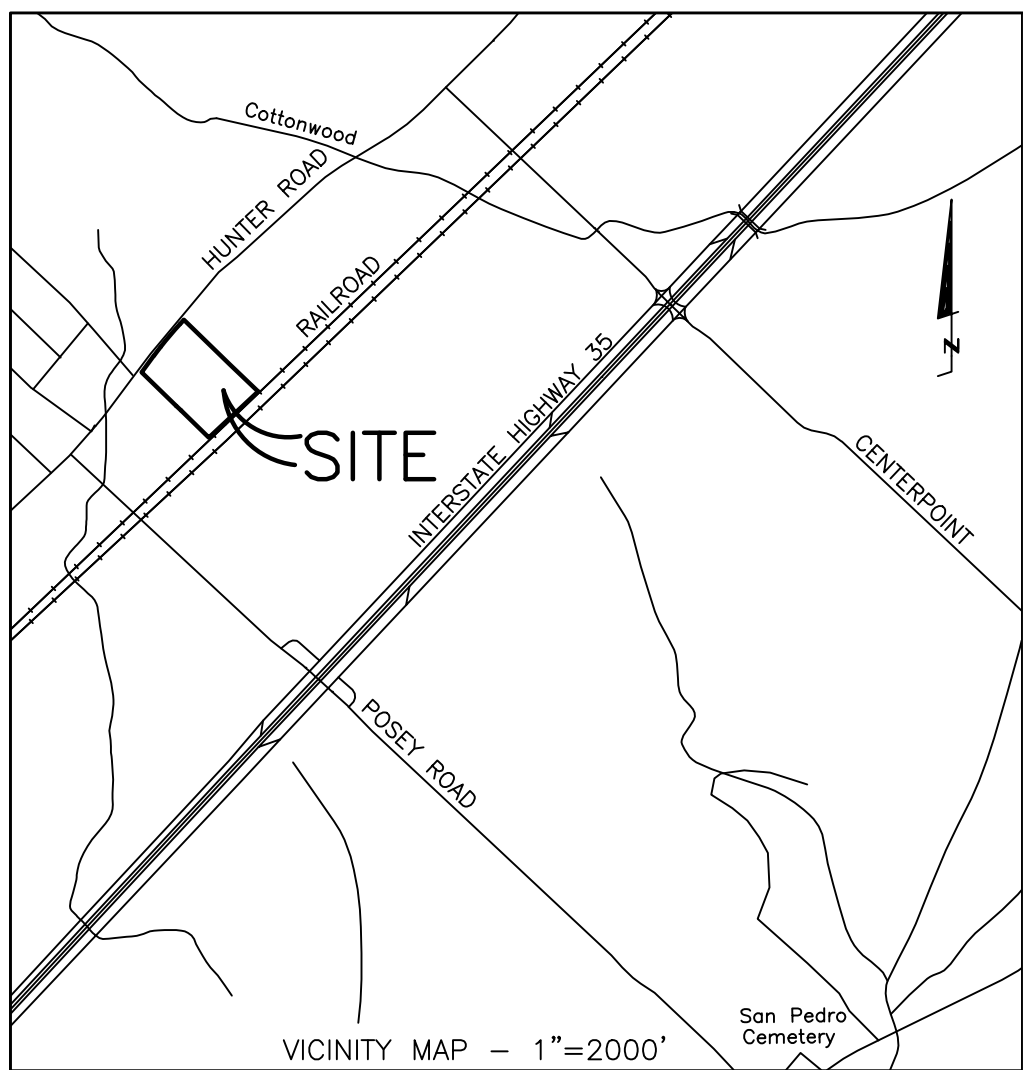 Cottonwood
HUNTER ROAD
RAILROAD
N
INTERSTATE HIGHWAY 35
SITE
CENTERPOINT
POSEY ROAD
San Pedro
Cemetery
VICINITY MAP – 1"=2000'